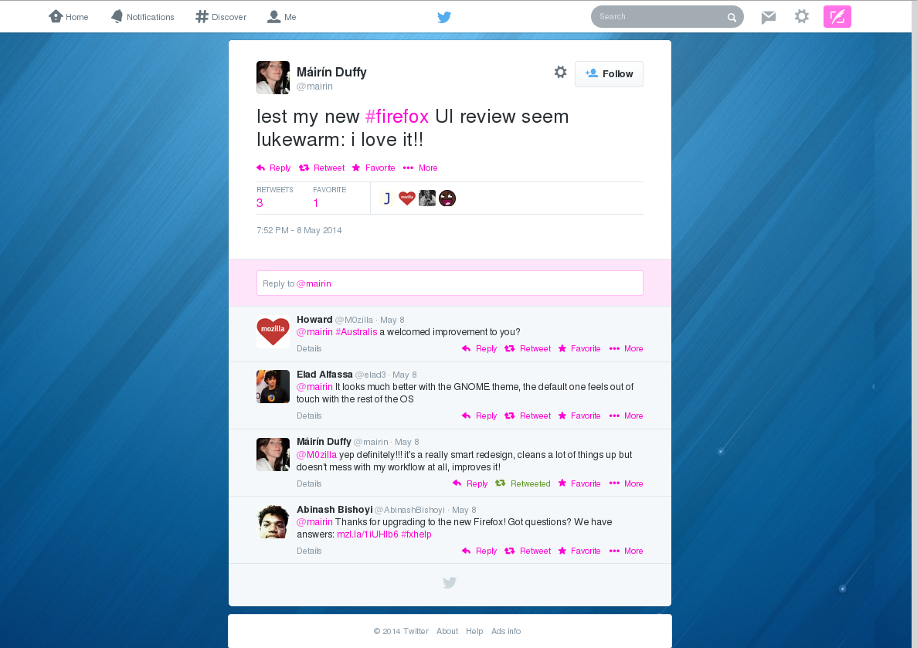 Home Notifications Discover Me Search
Máirín Duffy
@mairin
Follow
lest my new #firefox UI review seem
lukewarm: i love it!!
Reply Retweet Favorite More
RETWEETS FAVORITE
3 1
J
mozilla
7:52 PM - 8 May 2014
Reply to @mairin
Howard @M0zilla · May 8
mozilla
@mairin #Australis a welcomed improvement to you?
Details Reply Retweet Favorite More
Elad Alfassa @elad3 · May 8
@mairin It looks much better with the GNOME theme, the default one feels out of
touch with the rest of the OS
Details Reply Retweet Favorite More
Máirín Duffy @mairin · May 8
@M0zilla yep definitely!!! it's a really smart redesign, cleans a lot of things up but
doesn't mess with my workflow at all, improves it!
Details Reply Retweeted Favorite More
Abinash Bishoyi @AbinashBishoyi · May 8
@mairin Thanks for upgrading to the new Firefox! Got questions? We have
answers: mzl.la/1iUHIb6 #fxhelp
Details Reply Retweet Favorite More
© 2014 Twitter About Help Ads info